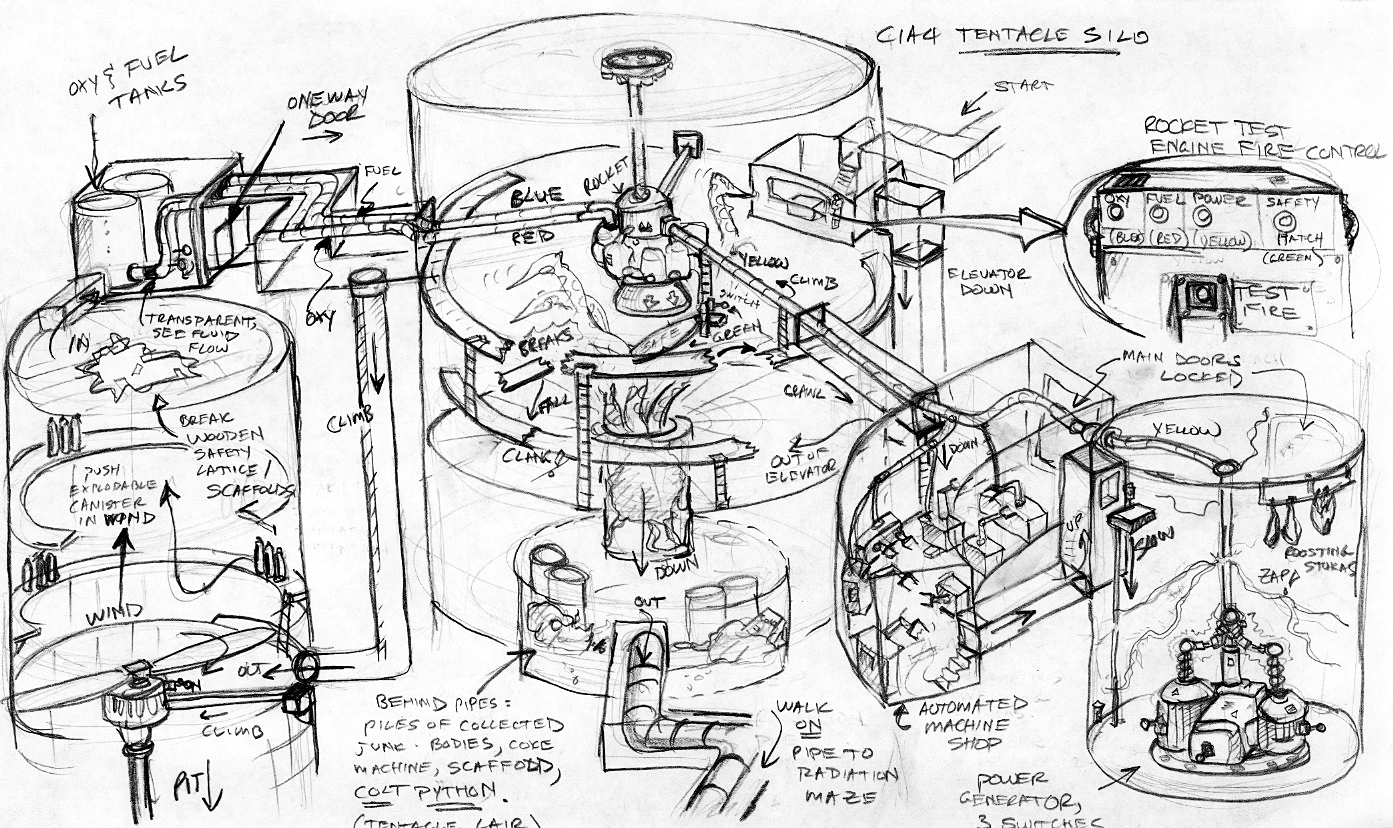 C1A4 TENTACLE SILO
OXY & FUEL
TANKS
ONEWAY
DOOR
START
ROCKET TEST
ENGINE FIRE CONTROL
FUEL
BLUE
RED
ROCKET
OXY FUEL POWER SAFETY
HATCH
(BLUE) (RED) (YELLOW)
(GREEN)
TEST
FIRE
ELEVATOR
DOWN
YELLOW
CLIMB
SWITCH
GREEN
SAFE
OXY
IN
TRANSPARENT,
SEE FLUID
FLOW
BREAKS
FALL
CLANG!
CRAWL
OUT OF
ELEVATOR
MAIN DOORS
LOCKED
YELLOW
DOWN
CLIMB
BREAK
WOODEN
SAFETY
LATTICE/
SCAFFOLDS
PUSH
EXPLODABLE
CANISTER
IN WIND
WIND
UP
DOWN
ROOSTING
STUKAS
ZAP!
DOWN
OUT
OUT
ON
CLIMB
PIT
BEHIND PIPES:
PILES OF COLLECTED
JUNK - BODIES, COKE
MACHINE, SCAFFOLD,
COLT PYTHON.
(TENTACLE LAIR)
WALK
ON
PIPE TO
RADIATION
MAZE
AUTOMATED
MACHINE
SHOP
POWER
GENERATOR,
3 SWITCHES